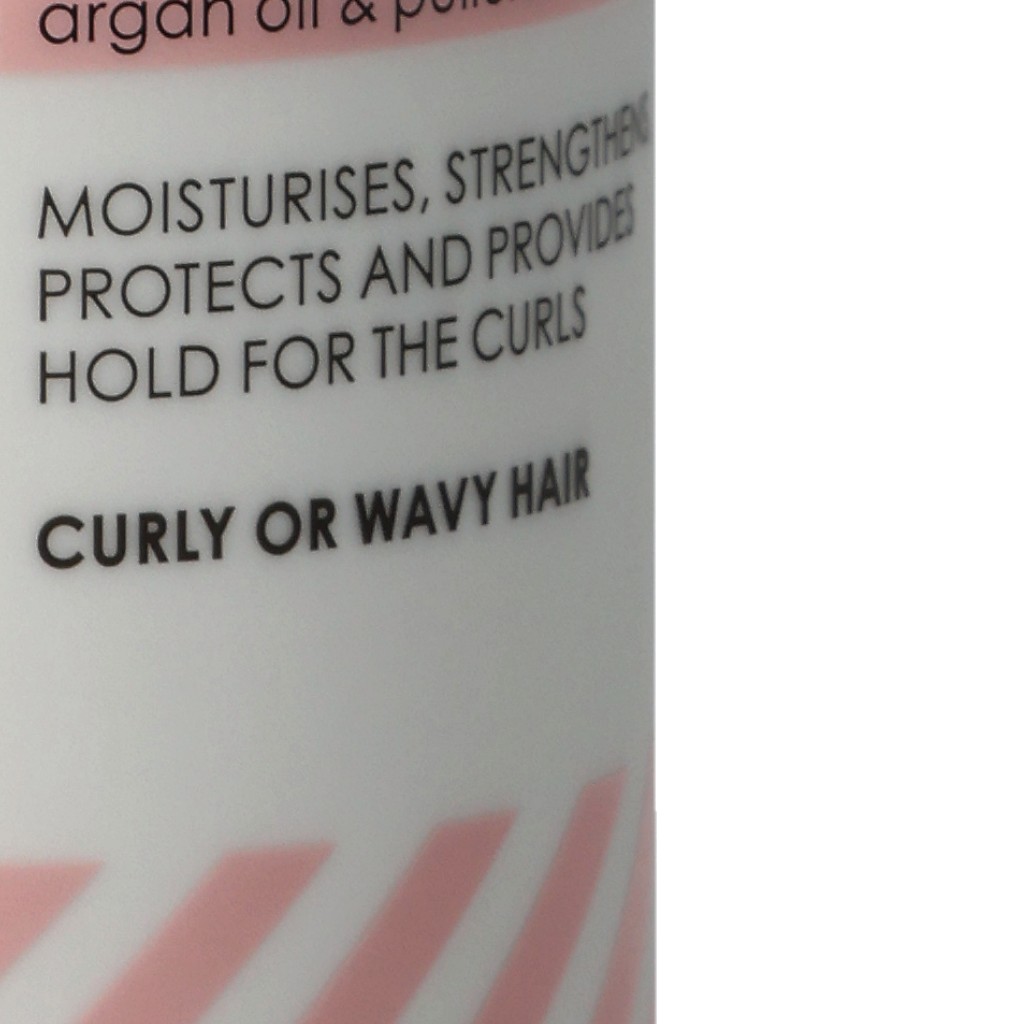 argan oil &
MOISTURISES, STRENGTHENS
PROTECTS AND PROVIDES
HOLD FOR THE CURLS
CURLY OR WAVY HAIR